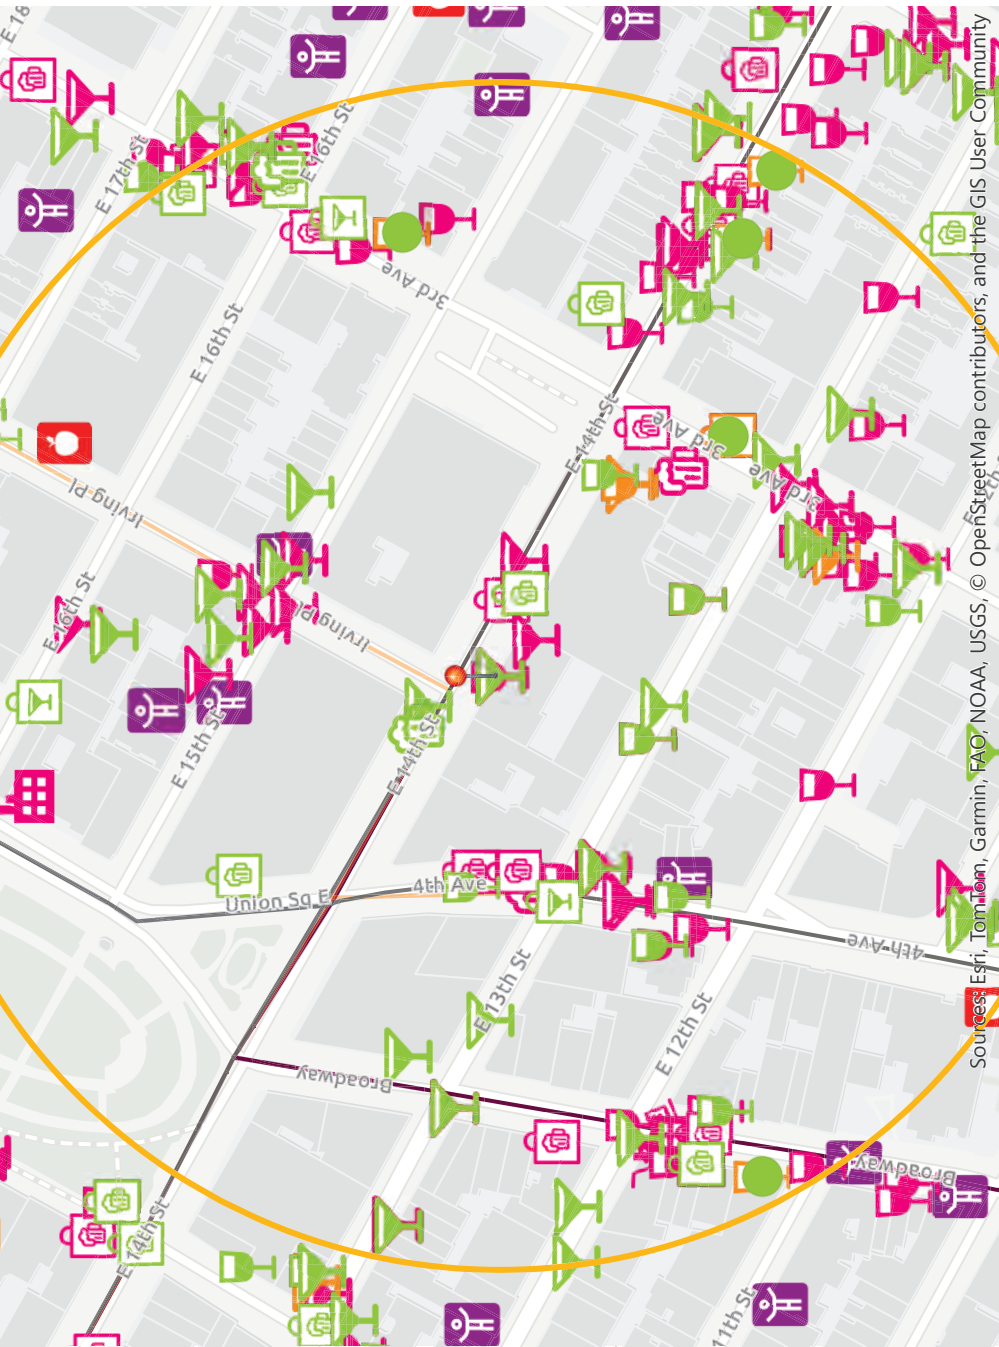 E 18
E 17th St
E 16th St
3rd Ave
E 16th St
E 14th St
3rd Ave
3rd Ave
Irving Pl
E 16th St
Irving Pl
E 15th St
E 14th St
Union Sq E
4th Ave
4th Ave
E 13th St
E 12th St
Broadway
Broadway
E 14th St
11th St
Sources: Esri, TomTom, Garmin, FAO, NOAA, USGS, © OpenStreetMap contributors, and the GIS User Community